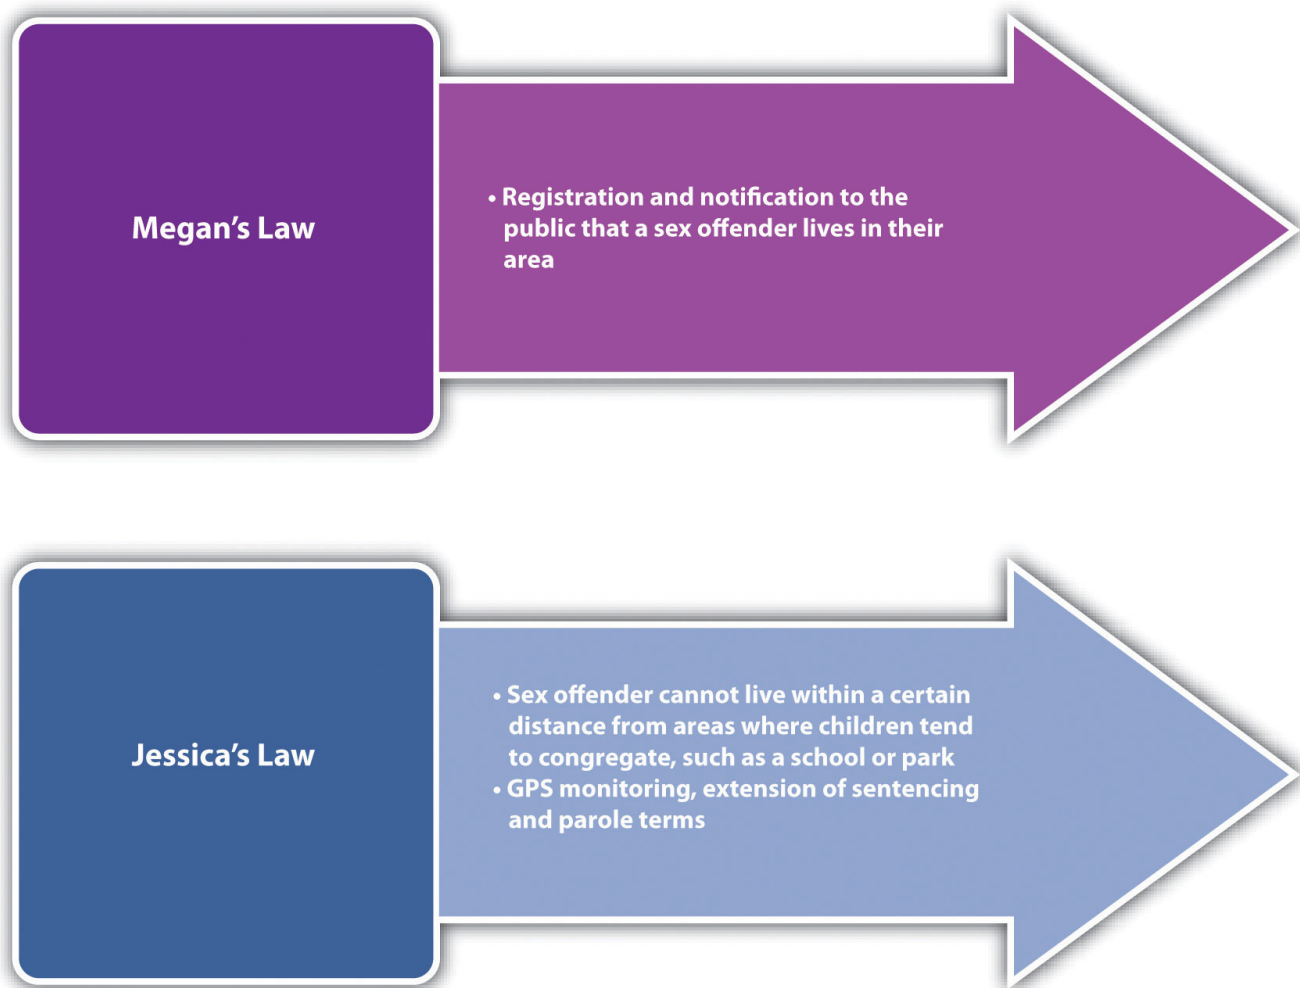 Megan’s Law
• Registration and notification to the
public that a sex offender lives in their
area
Jessica’s Law
• Sex offender cannot live within a certain
distance from areas where children tend
to congregate, such as a school or park
• GPS monitoring, extension of sentencing
and parole terms